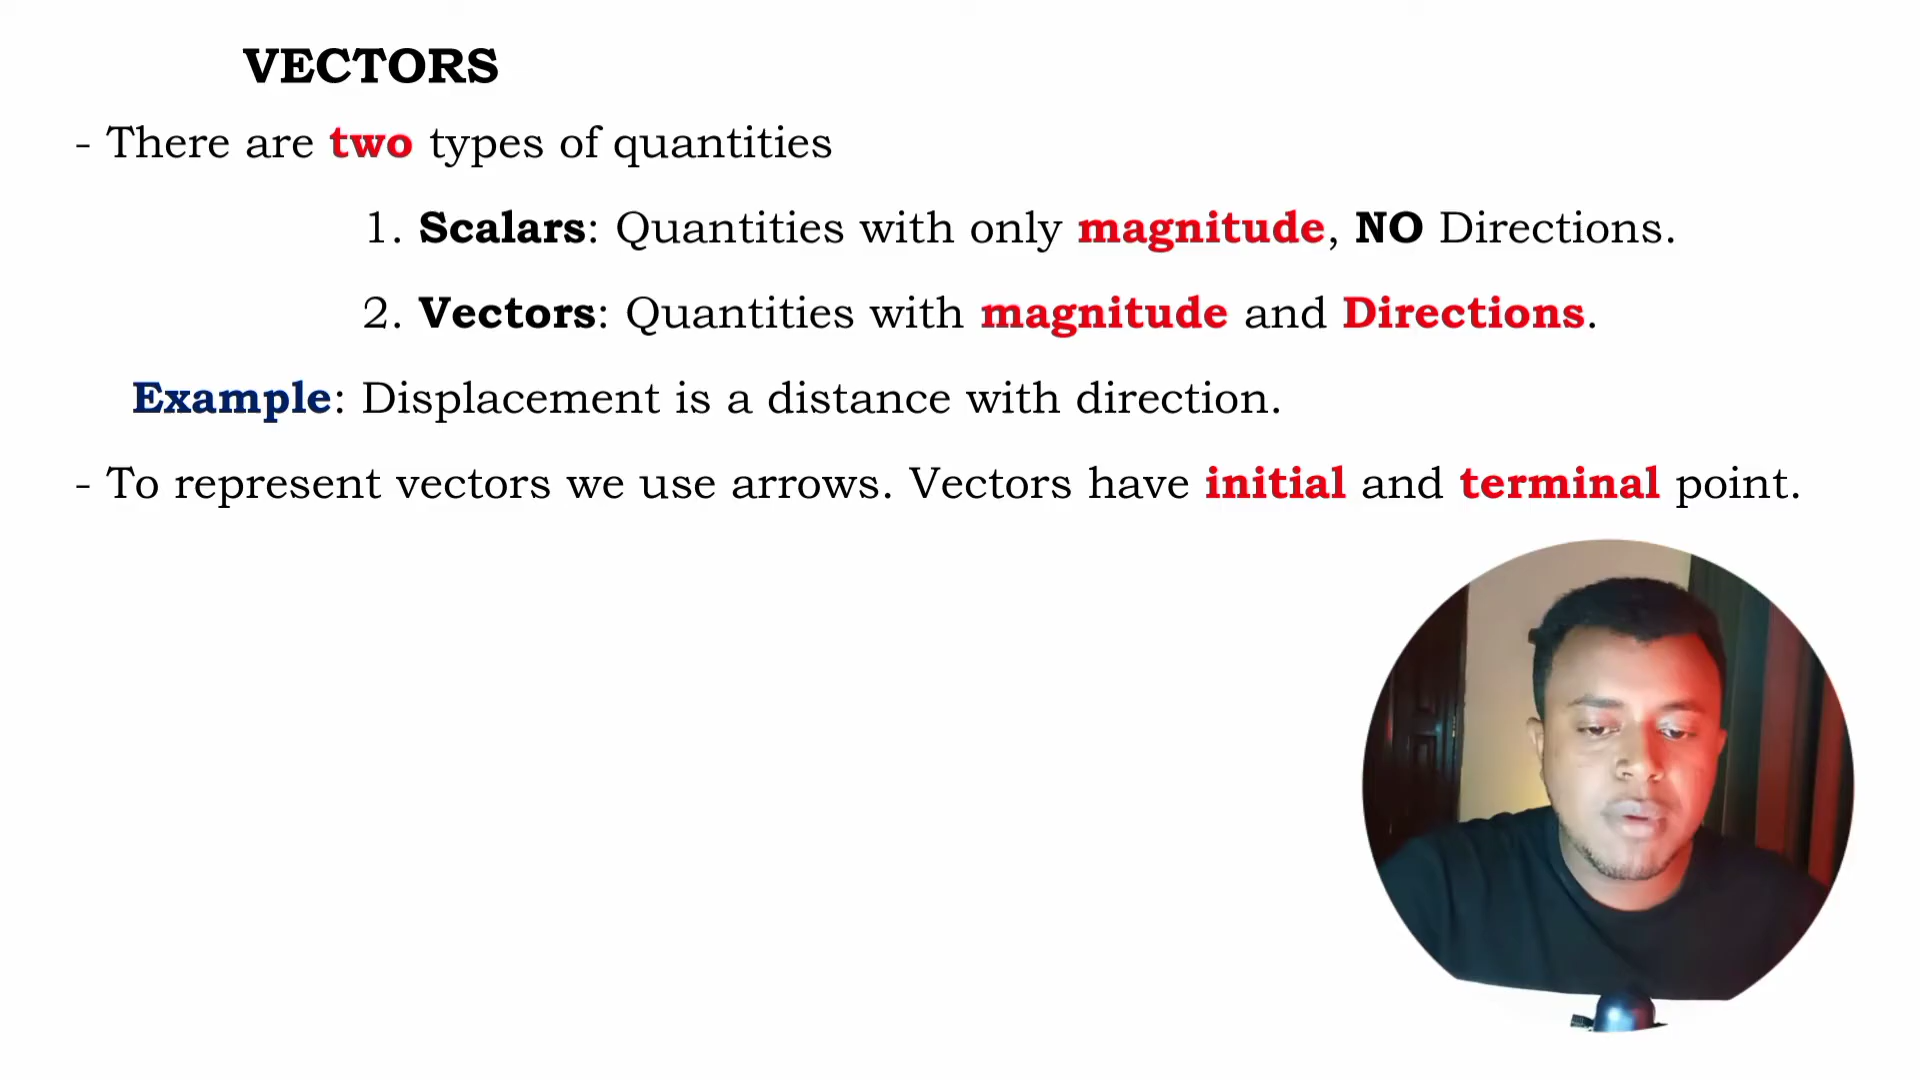 VECTORS
- There are two types of quantities
1. Scalars: Quantities with only magnitude, NO Directions.
2. Vectors: Quantities with magnitude and Directions.
Example: Displacement is a distance with direction.
- To represent vectors we use arrows. Vectors have initial and terminal point.